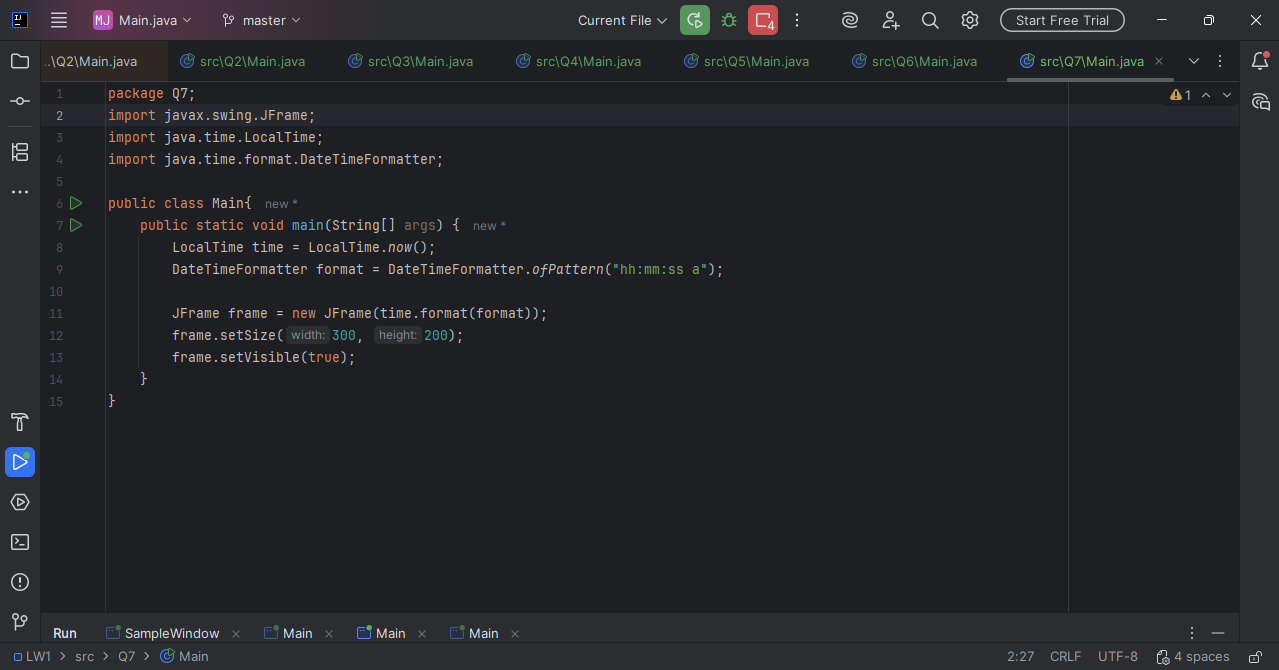 MJ Main.java master Current File 4 Start Free Trial
..\Q2\Main.java src\Q2\Main.java src\Q3\Main.java src\Q4\Main.java src\Q5\Main.java src\Q6\Main.java src\Q7\Main.java
1 package Q7; 1
2 import javax.swing.JFrame;
3 import java.time.LocalTime;
4 import java.time.format.DateTimeFormatter;
5
6 public class Main{ new *
7 public static void main(String[] args) { new *
8 LocalTime time = LocalTime.now();
9 DateTimeFormatter format = DateTimeFormatter.ofPattern("hh:mm:ss a");
10
11 JFrame frame = new JFrame(time.format(format));
12 frame.setSize( width: 300, height: 200);
13 frame.setVisible(true);
14 }
15 }
Run SampleWindow Main Main Main
LW1 > src > Q7 > Main 2:27 CRLF UTF-8 4 spaces